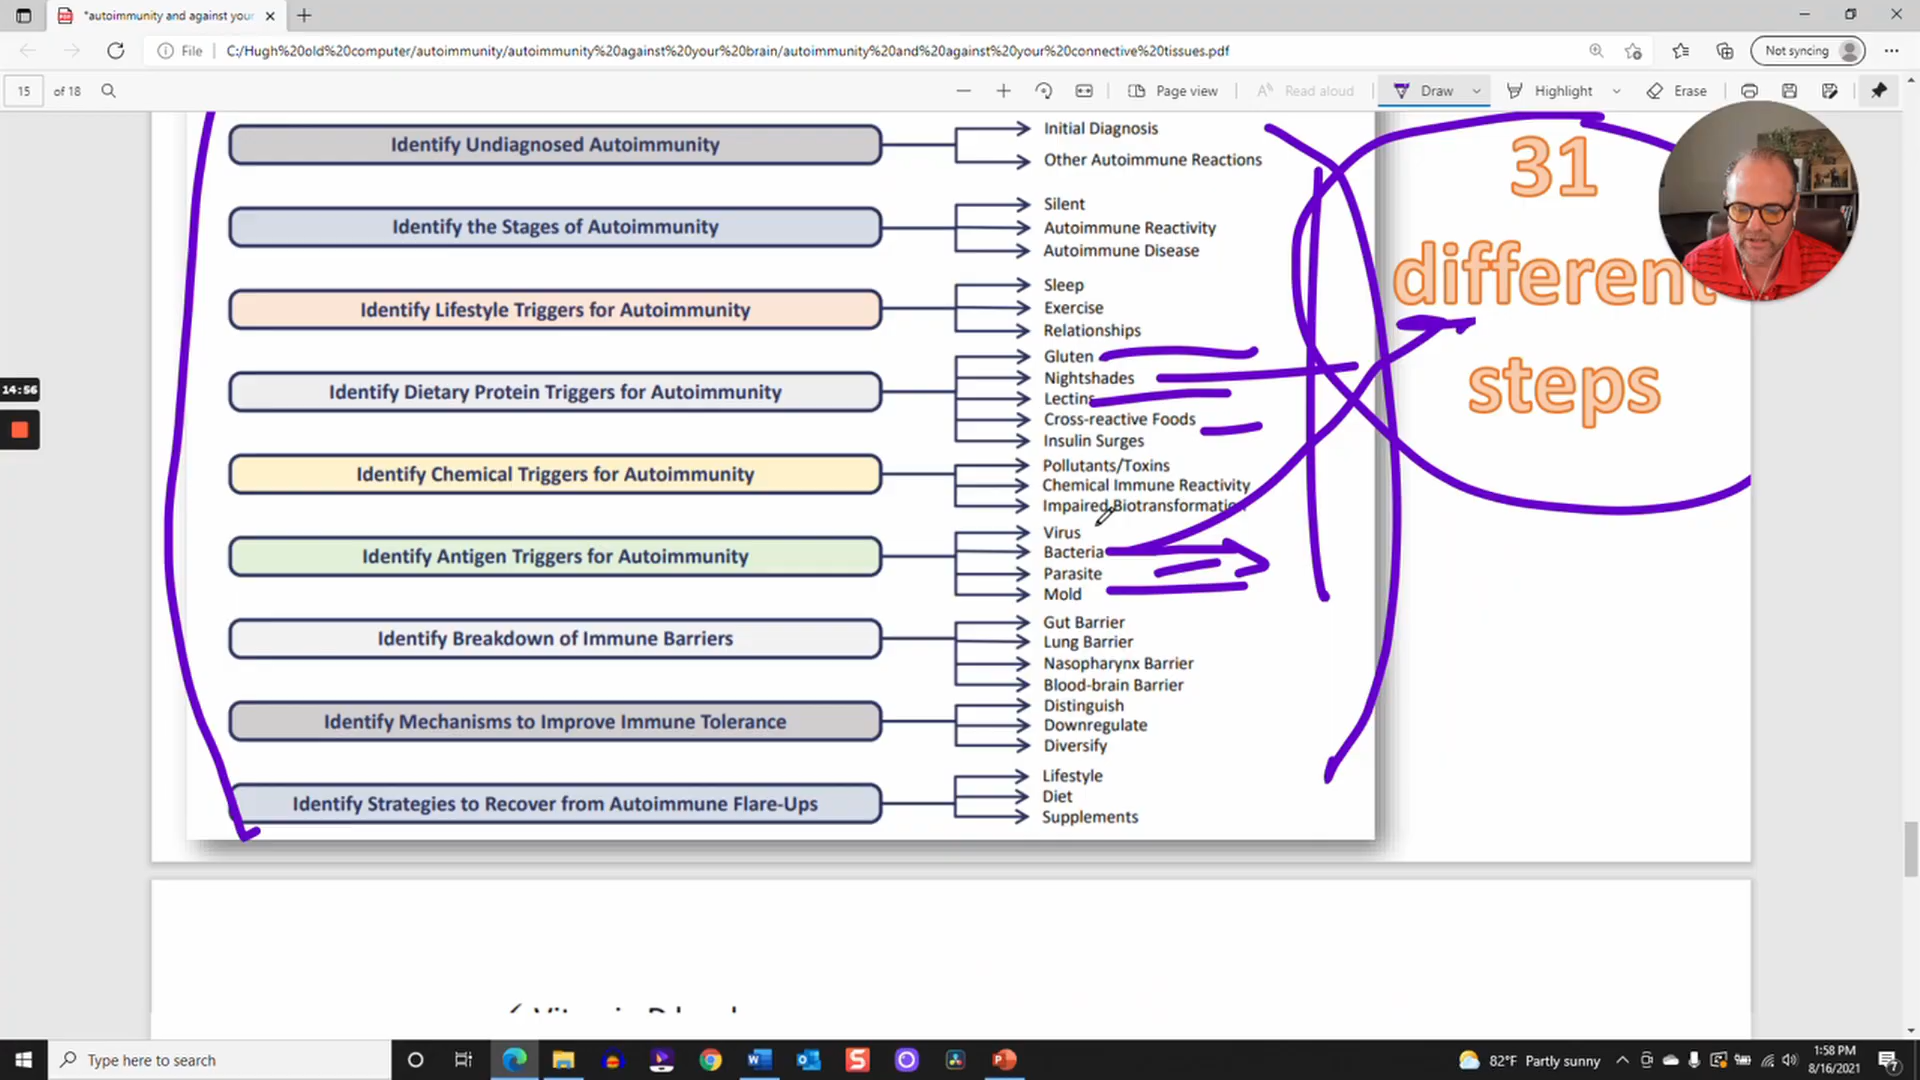 *autoimmunity and against your
File
C:/Hugh%20old%20computer/autoimmunity/autoimmunity%20against%20your%20brain/autoimmunity%20and%20against%20your%20connective%20tissues.pdf
Not syncing
15 of 18
Page view
Read aloud
Draw
Highlight
Erase
Identify Undiagnosed Autoimmunity
Initial Diagnosis
Other Autoimmune Reactions
Identify the Stages of Autoimmunity
Silent
Autoimmune Reactivity
Autoimmune Disease
Identify Lifestyle Triggers for Autoimmunity
Sleep
Exercise
Relationships
Identify Dietary Protein Triggers for Autoimmunity
Gluten
Nightshades
Lectins
Cross-reactive Foods
Insulin Surges
Identify Chemical Triggers for Autoimmunity
Pollutants/Toxins
Chemical Immune Reactivity
Impaired Biotransformation
Identify Antigen Triggers for Autoimmunity
Virus
Bacteria
Parasite
Mold
Identify Breakdown of Immune Barriers
Gut Barrier
Lung Barrier
Nasopharynx Barrier
Blood-brain Barrier
Identify Mechanisms to Improve Immune Tolerance
Distinguish
Downregulate
Diversify
Identify Strategies to Recover from Autoimmune Flare-Ups
Lifestyle
Diet
Supplements
31
different
steps
14:56
Type here to search
82°F Partly sunny
1:58 PM
8/16/2021